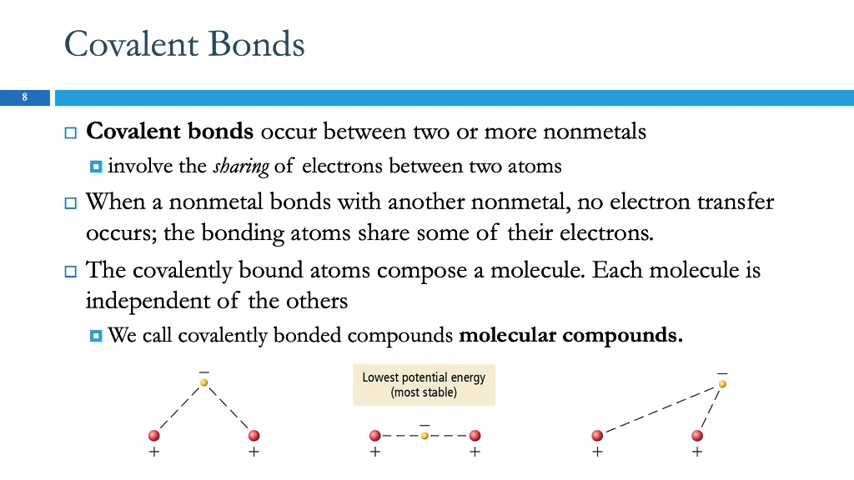 Covalent Bonds
8
Covalent bonds occur between two or more nonmetals
involve the sharing of electrons between two atoms
When a nonmetal bonds with another nonmetal, no electron transfer
occurs; the bonding atoms share some of their electrons.
The covalently bound atoms compose a molecule. Each molecule is
independent of the others
We call covalently bonded compounds molecular compounds.
Lowest potential energy
(most stable)
− − −
+ + + + + +